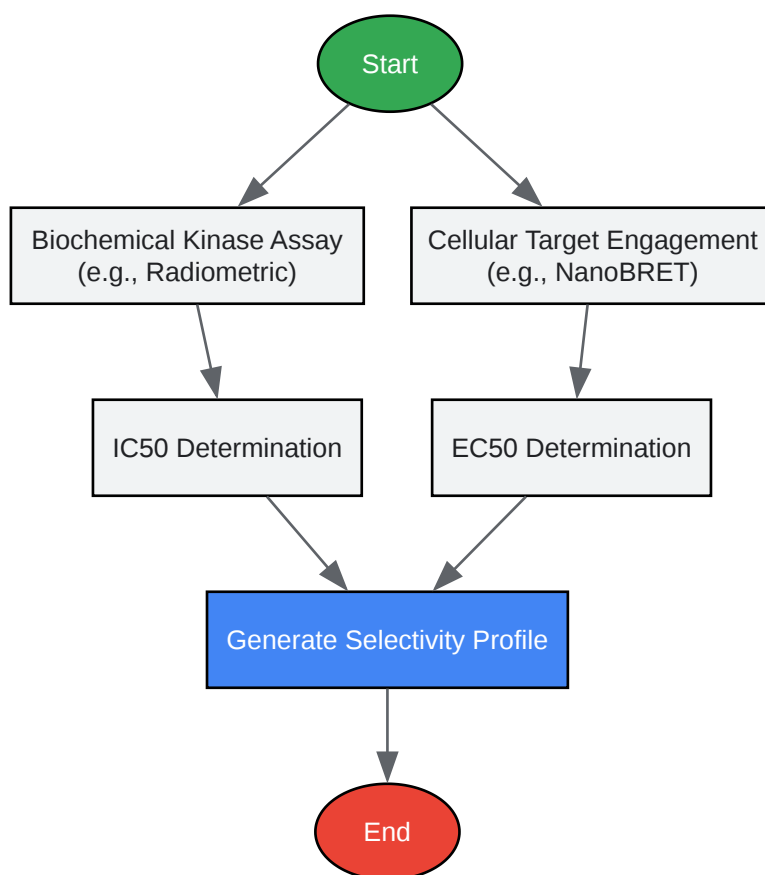 Start
Biochemical Kinase Assay
(e.g., Radiometric)
Cellular Target Engagement
(e.g., NanoBRET)
IC50 Determination
EC50 Determination
Generate Selectivity Profile
End